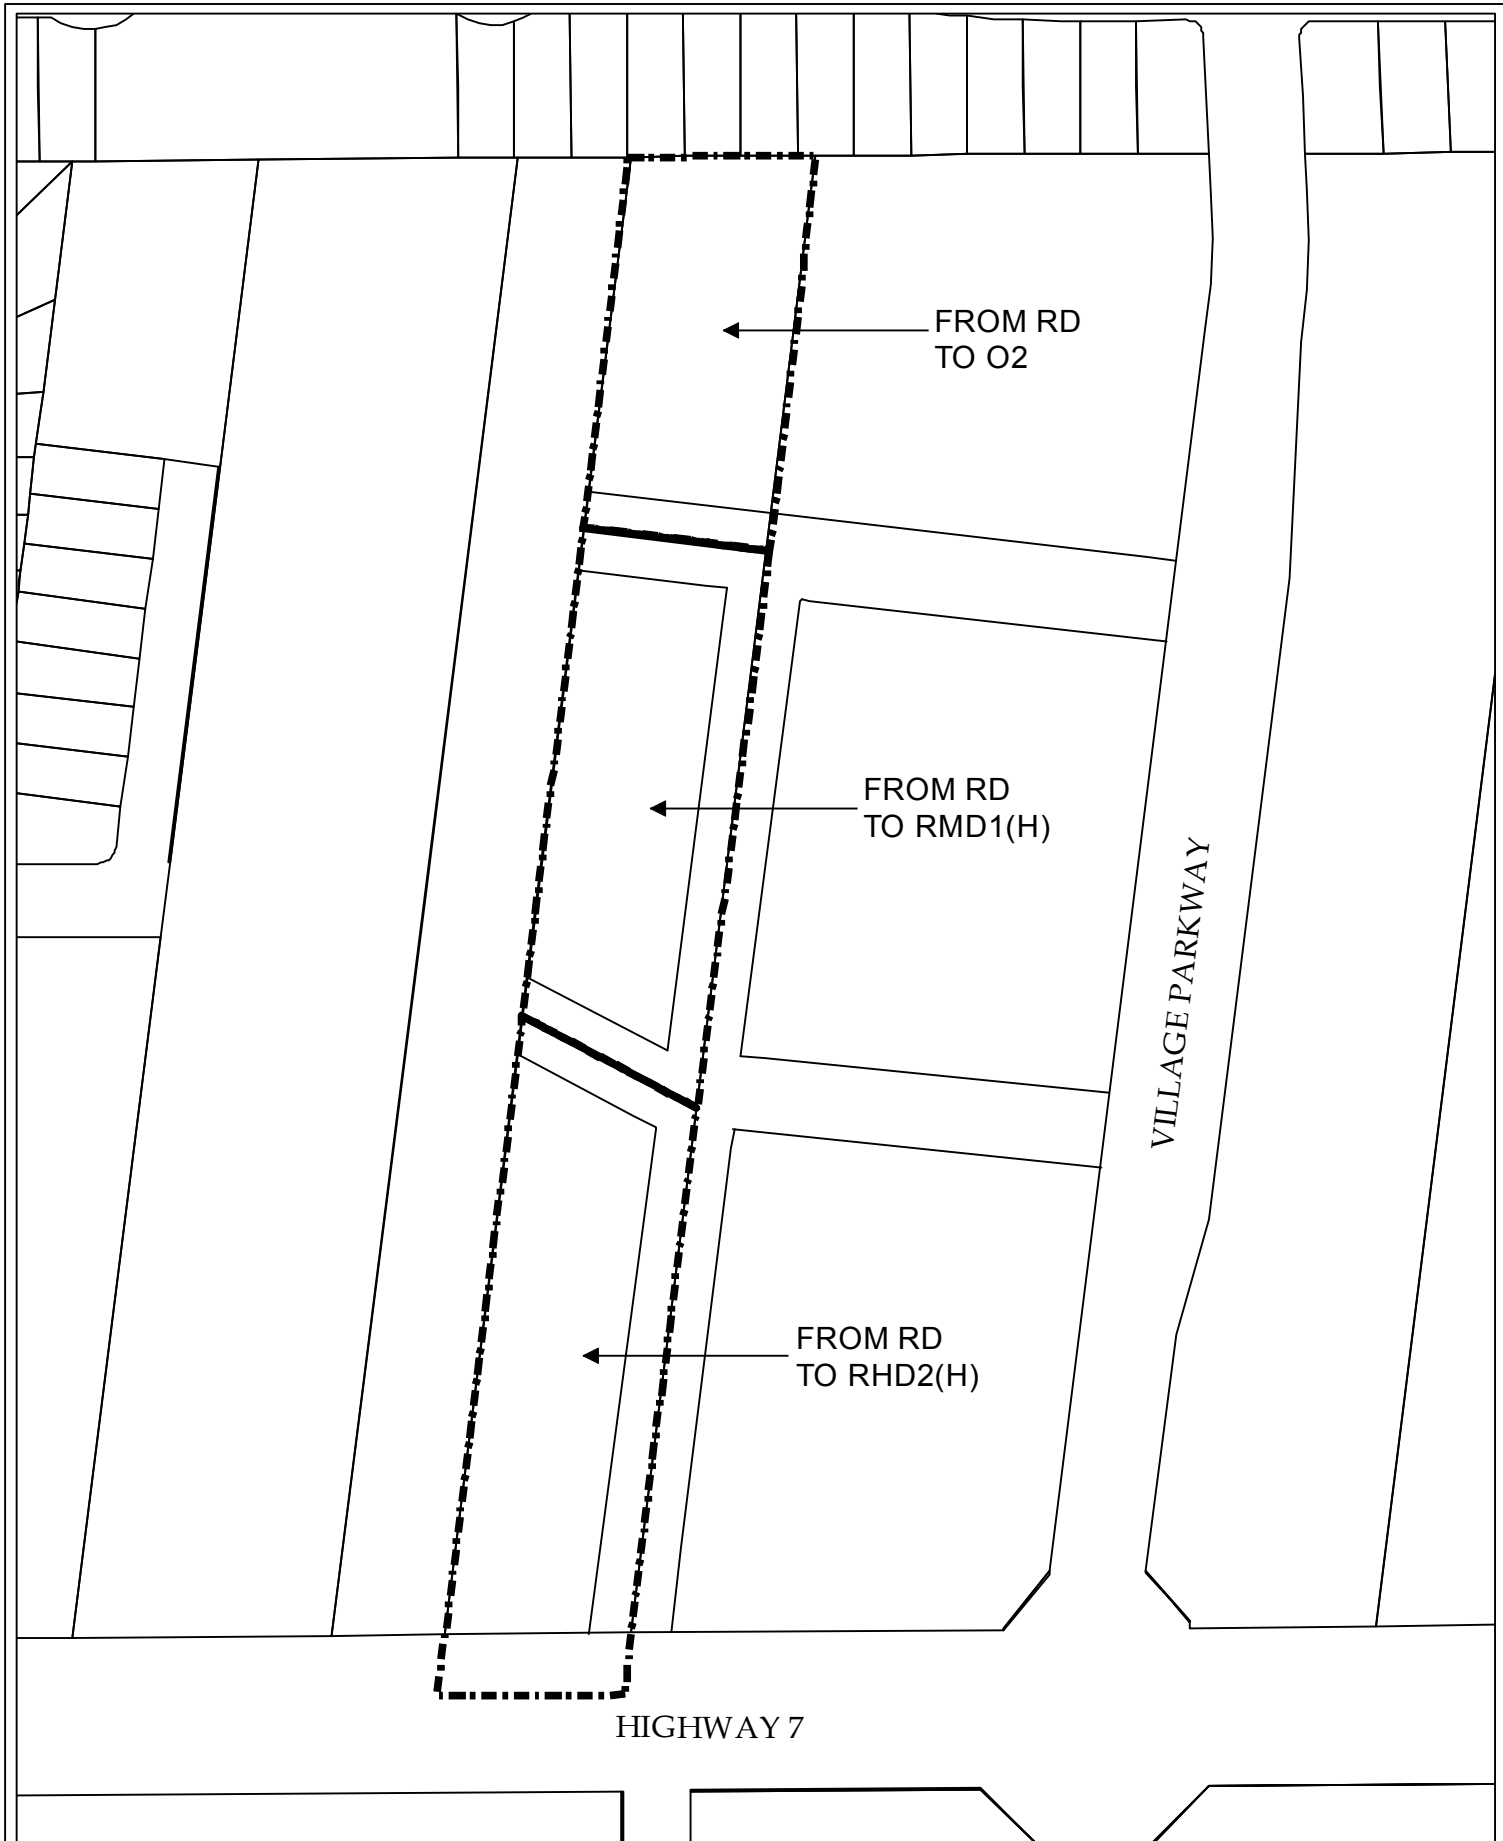 FROM RD
TO O2
FROM RD
TO RMD1(H)
VILLAGE PARKWAY
FROM RD
TO RHD2(H)
HIGHWAY 7